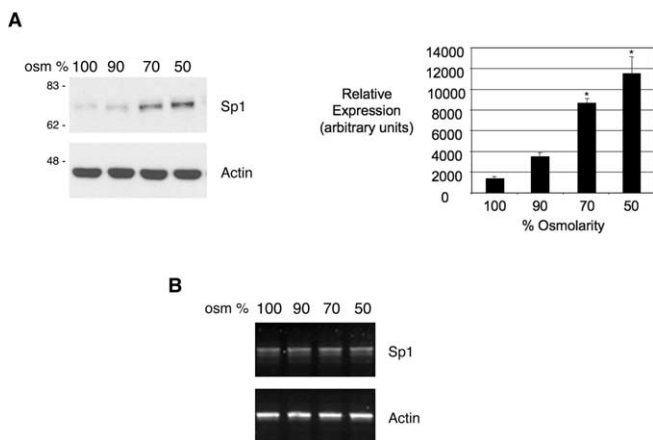 A
osm % 100 90 70 50
83 -
62 -
Sp1
48 -
Actin
Relative
Expression
(arbitrary units)
14000
12000
10000
8000
6000
4000
2000
0
* *
100 90 70 50
% Osmolarity
B
osm % 100 90 70 50
Sp1
Actin